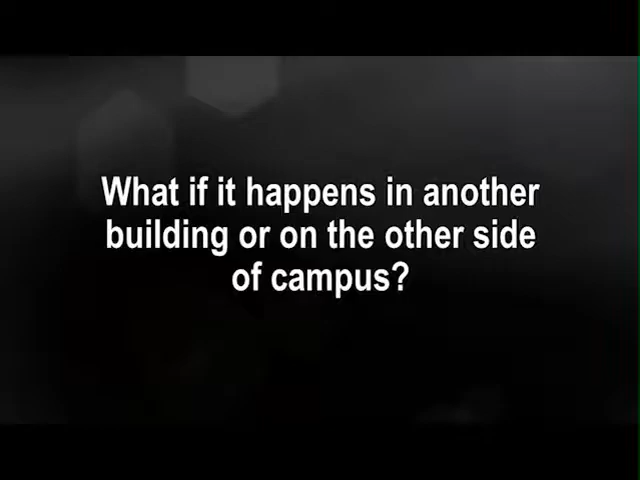 What if it happens in another
building or on the other side
of campus?